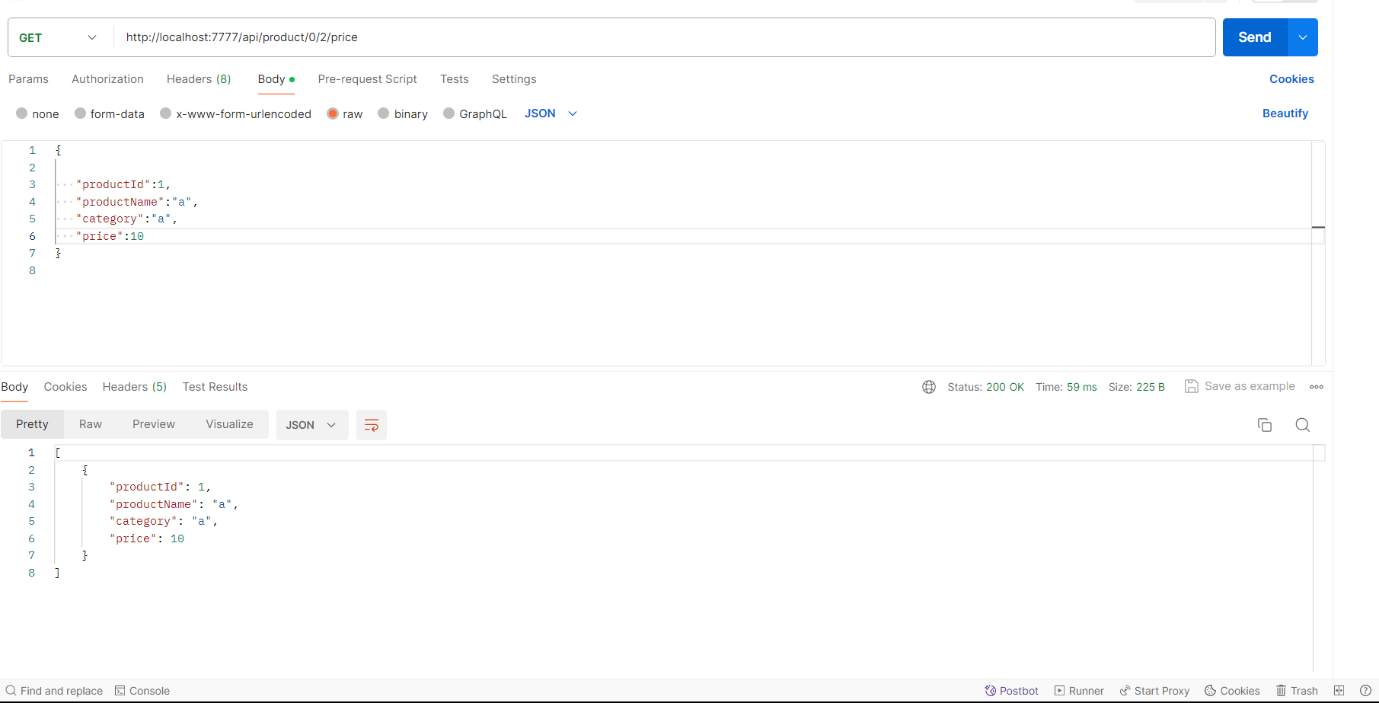 GET http://localhost:7777/api/product/0/2/price Send
Params Authorization Headers (8) Body Pre-request Script Tests Settings Cookies
none form-data x-www-form-urlencoded raw binary GraphQL JSON Beautify
1 {
2
3 "productId":1,
4 "productName":"a",
5 "category":"a",
6 "price":10
7 }
8
Body Cookies Headers (5) Test Results Status: 200 OK Time: 59 ms Size: 225 B Save as example
Pretty Raw Preview Visualize JSON
1 [
2 {
3 "productId": 1,
4 "productName": "a",
5 "category": "a",
6 "price": 10
7 }
8 ]
Find and replace Console Postbot Runner Start Proxy Cookies Trash